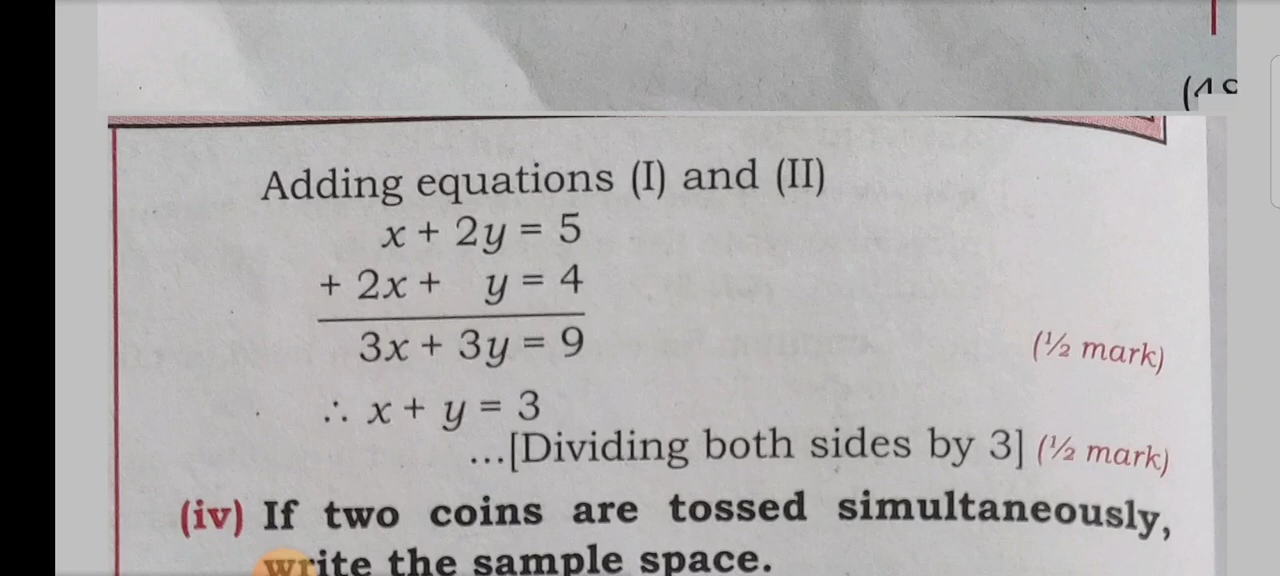 Adding equations (I) and (II)
x + 2y = 5
+ 2x + y = 4
3x + 3y = 9 (½ mark)
∴ x + y = 3
...[Dividing both sides by 3] (½ mark)
(iv) If two coins are tossed simultaneously,
write the sample space.